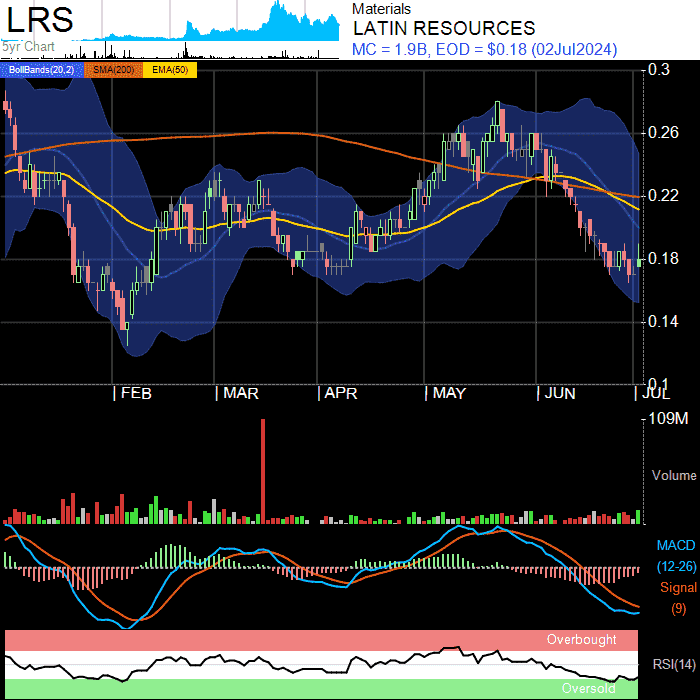 LRS
5yr Chart
Materials
LATIN RESOURCES
MC = 1.9B, EOD = $0.18 (02Jul2024)
BollBands(20,2) SMA(200) EMA(50)
0.3
0.26
0.22
0.18
0.14
0.1
FEB MAR APR MAY JUN JUL
109M
Volume
MACD
(12-26)
Signal
(9)
Overbought
RSI(14)
Oversold